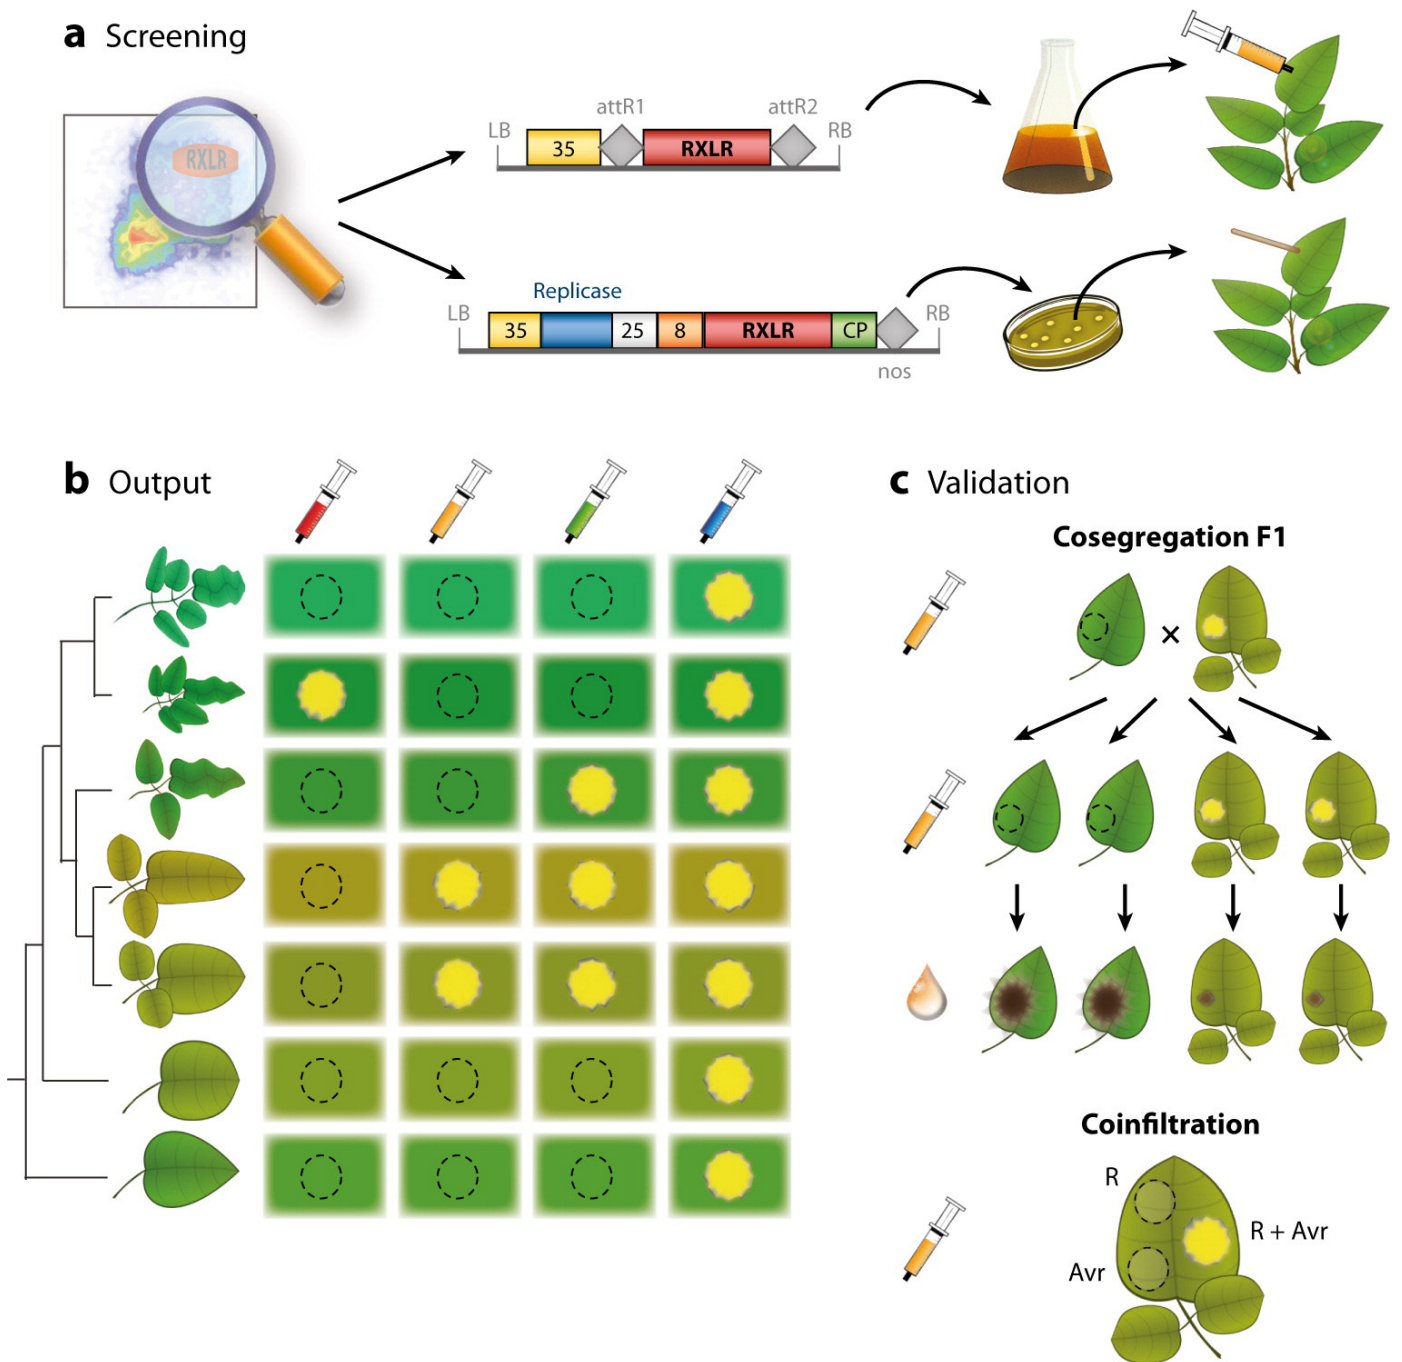 a Screening
RXLR
LB
attR1
attR2
RB
35
RXLR
Replicase
LB
RB
35
25
8
RXLR
CP
nos
b Output
c Validation
Cosegregation F1
×
Coinfiltration
R
R + Avr
Avr